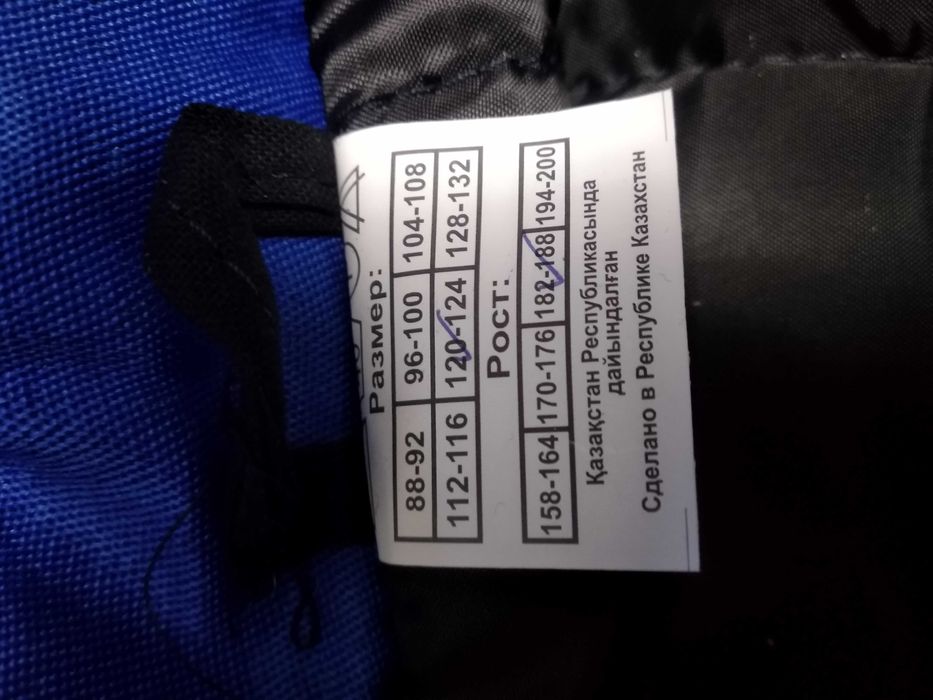 Размер:
88-92 96-100 104-108
112-116 120-124 128-132
Рост:
158-164 170-176 182-188 194-200
Қазақстан Республикасында
дайындалған
Сделано в Республике Казахстан